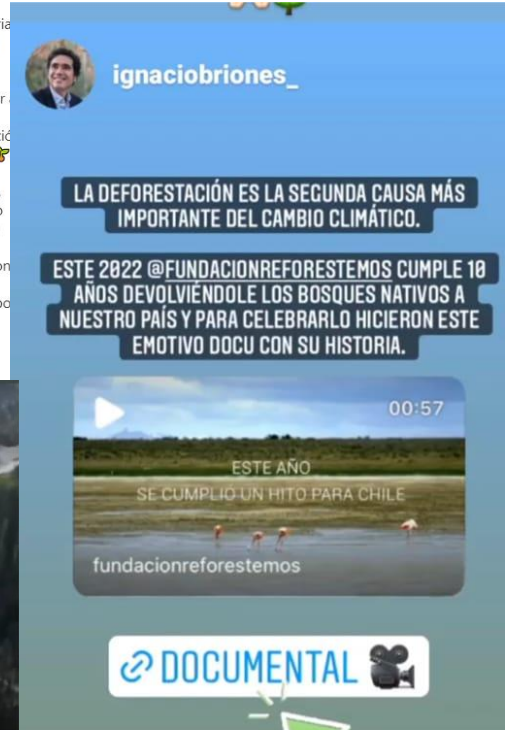 ignaciobriones_
LA DEFORESTACIÓN ES LA SEGUNDA CAUSA MÁS
IMPORTANTE DEL CAMBIO CLIMÁTICO.
ESTE 2022 @FUNDACIONREFORESTEMOS CUMPLE 10
AÑOS DEVOLVIÉNDOLE LOS BOSQUES NATIVOS A
NUESTRO PAÍS Y PARA CELEBRARLO HICIERON ESTE
EMOTIVO DOCU CON SU HISTORIA.
00:57
ESTE AÑO
SE CUMPLIÓ UN HITO PARA CHILE
fundacionreforestemos
DOCUMENTAL